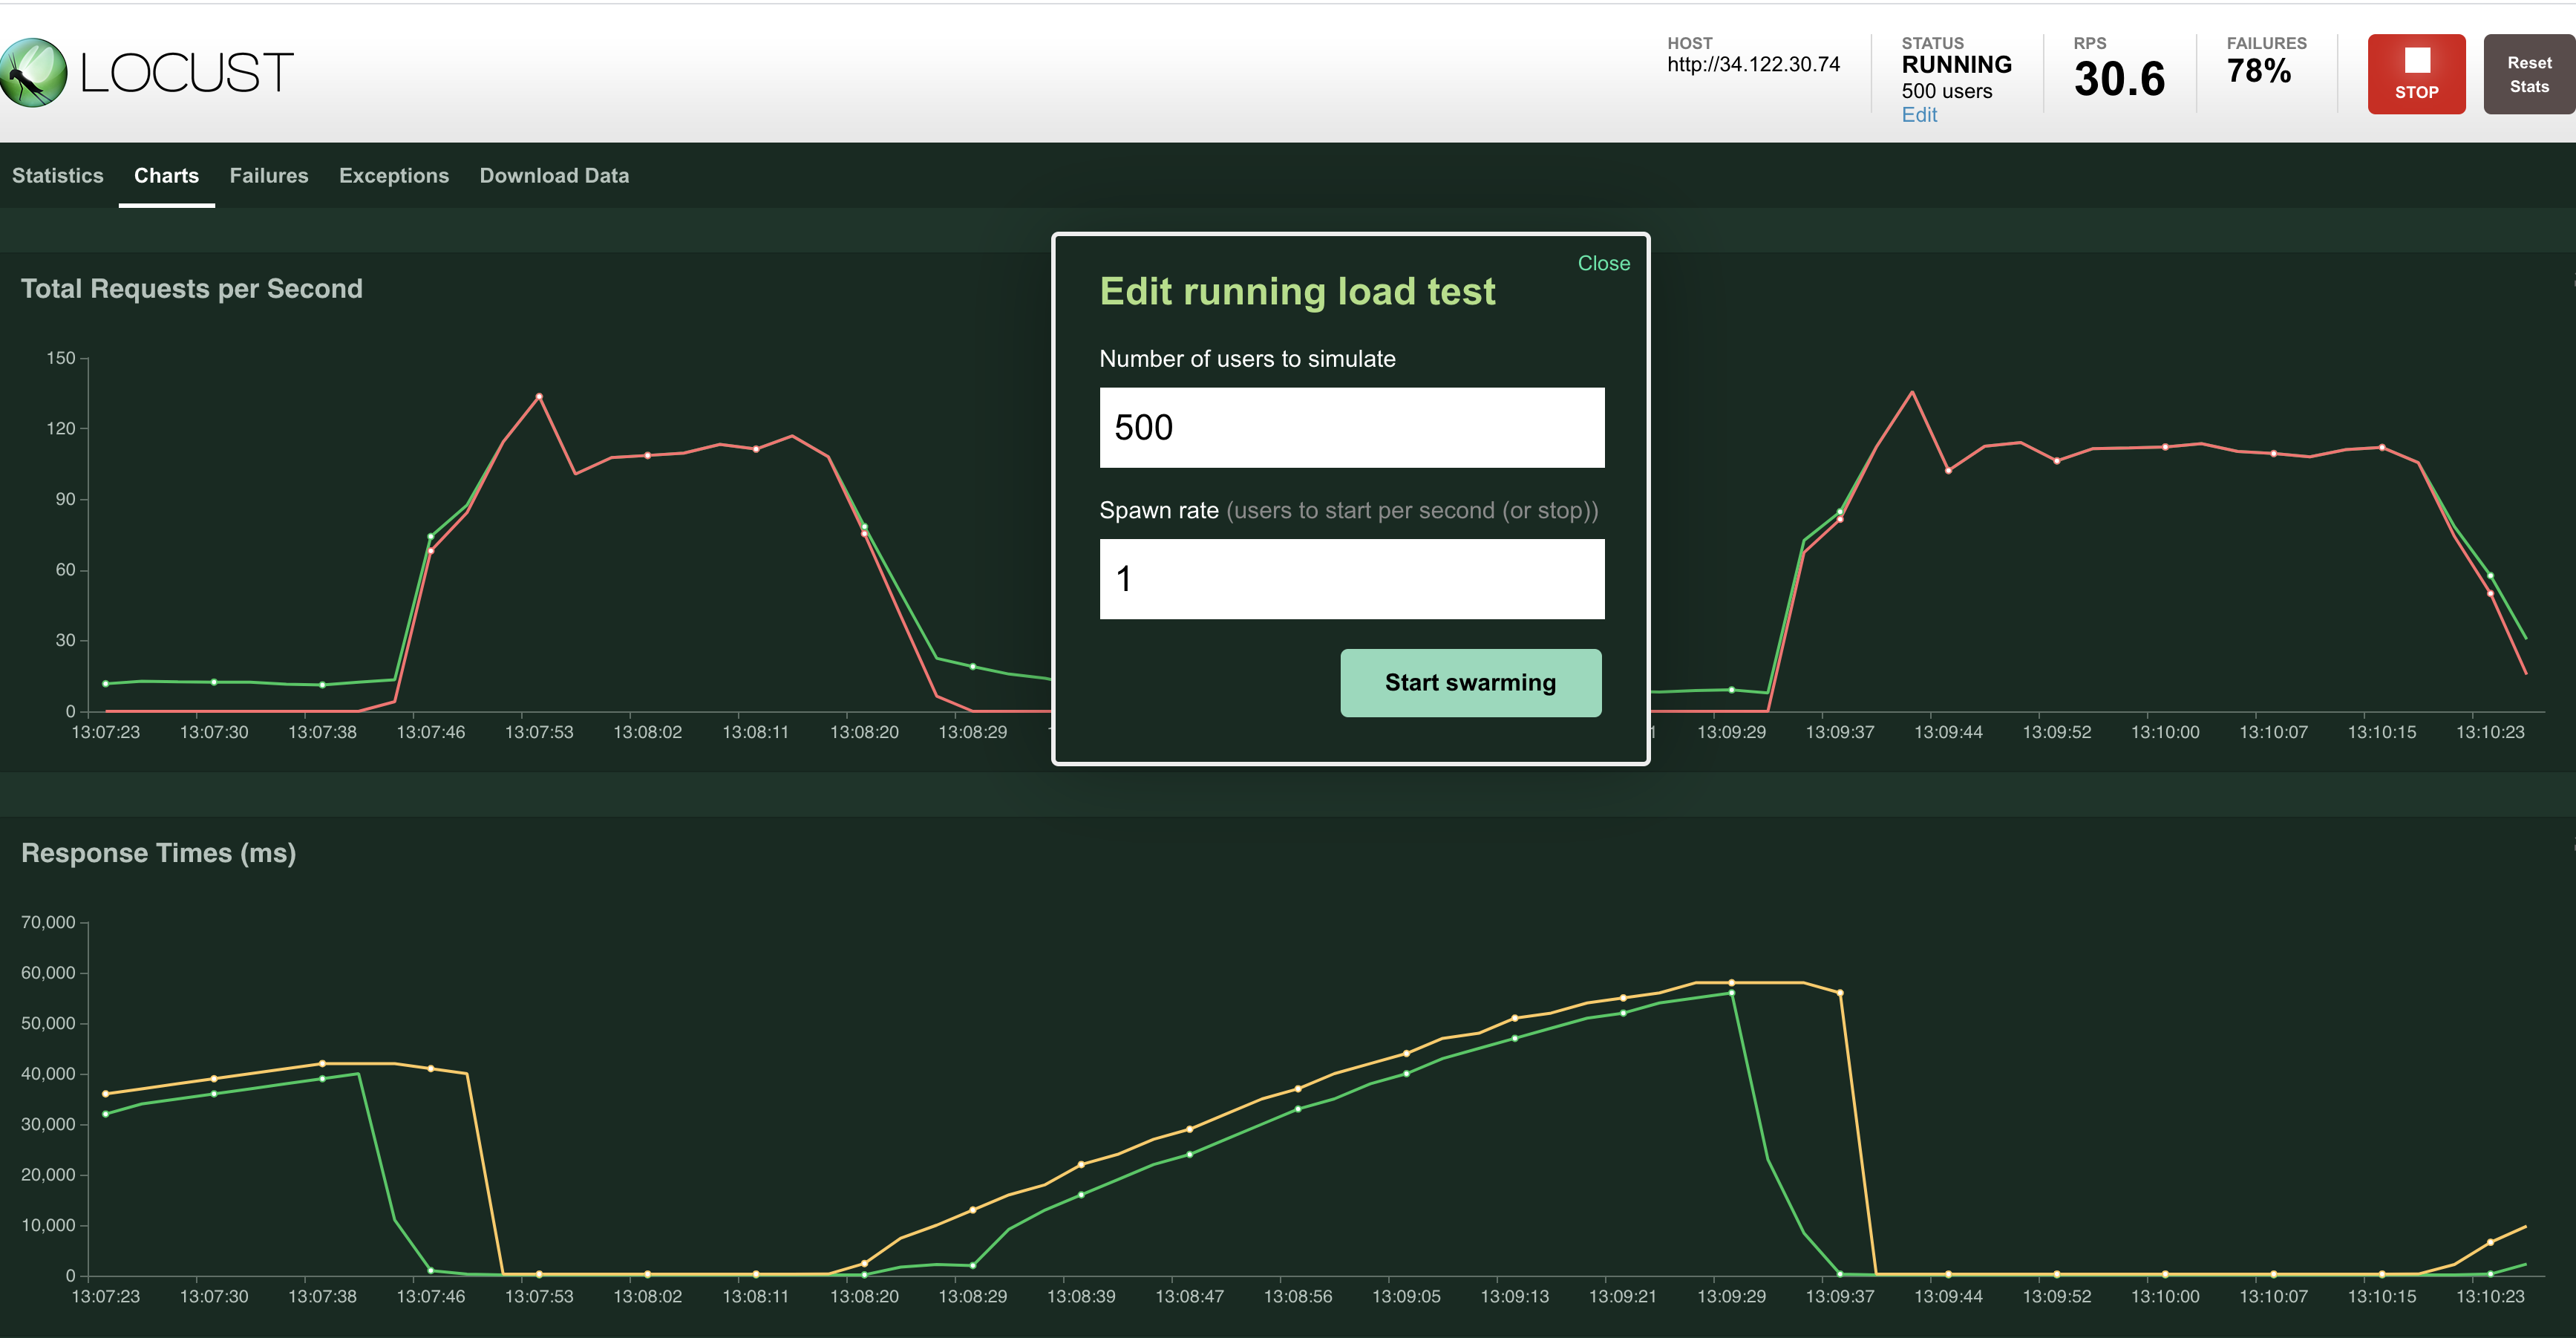 LOCUST
HOST
http://34.122.30.74
STATUS
RUNNING
500 users
Edit
RPS
30.6
FAILURES
78%
STOP
Reset
Stats
Statistics Charts Failures Exceptions Download Data
Total Requests per Second
150
120
90
60
30
0
13:07:23 13:07:30 13:07:38 13:07:46 13:07:53 13:08:02 13:08:11 13:08:20 13:08:29 13:09:29 13:09:37 13:09:44 13:09:52 13:10:00 13:10:07 13:10:15 13:10:23
Close
Edit running load test
Number of users to simulate
500
Spawn rate (users to start per second (or stop))
1
Start swarming
Response Times (ms)
70,000
60,000
50,000
40,000
30,000
20,000
10,000
0
13:07:23 13:07:30 13:07:38 13:07:46 13:07:53 13:08:02 13:08:11 13:08:20 13:08:29 13:08:39 13:08:47 13:08:56 13:09:05 13:09:13 13:09:21 13:09:29 13:09:37 13:09:44 13:09:52 13:10:00 13:10:07 13:10:15 13:10:23